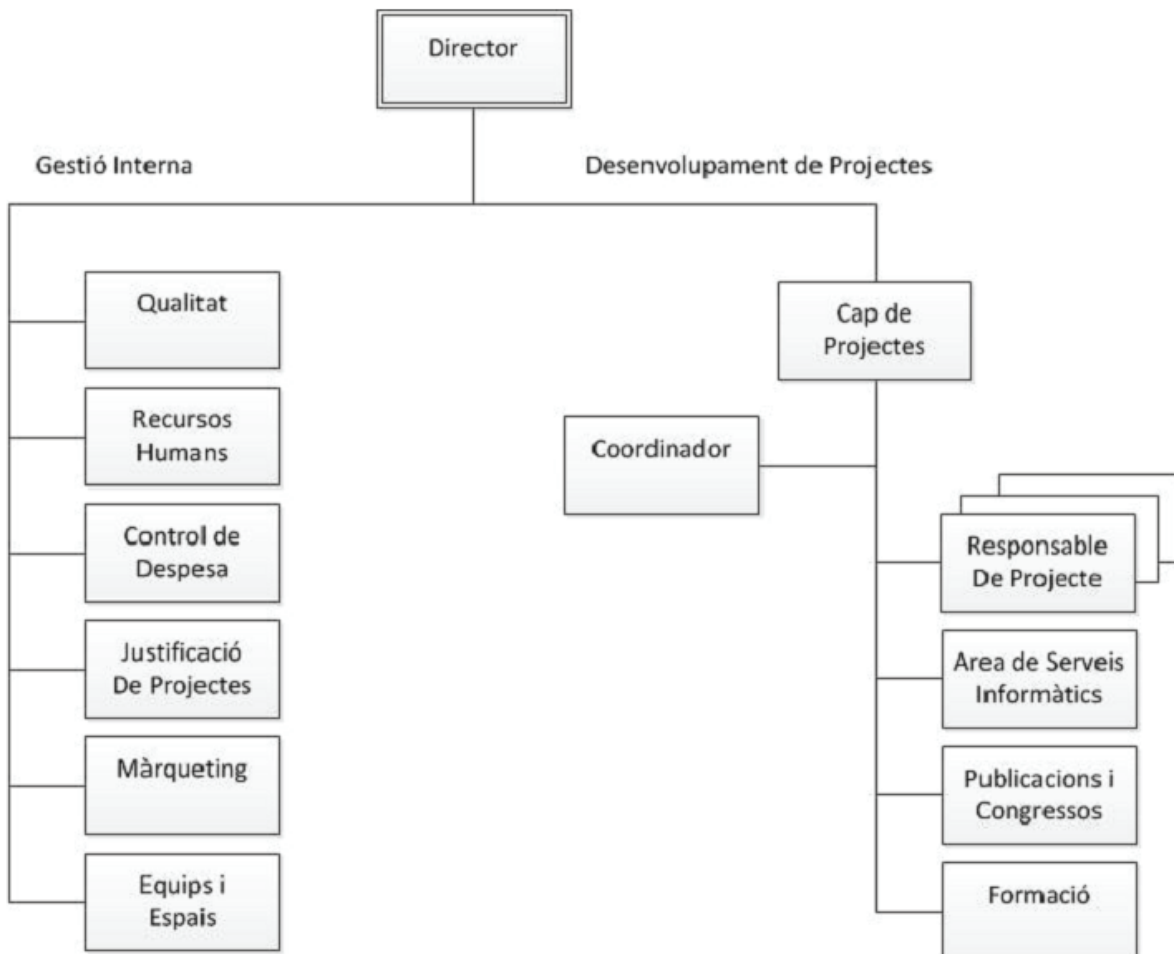 Director
Gestió Interna
Desenvolupament de Projectes
Qualitat
Recursos
Humans
Control de
Despesa
Justificació
De Projectes
Màrqueting
Equips i
Espais
Cap de
Projectes
Coordinador
Responsable
De Projecte
Area de Serveis
Informàtics
Publicacions i
Congressos
Formació